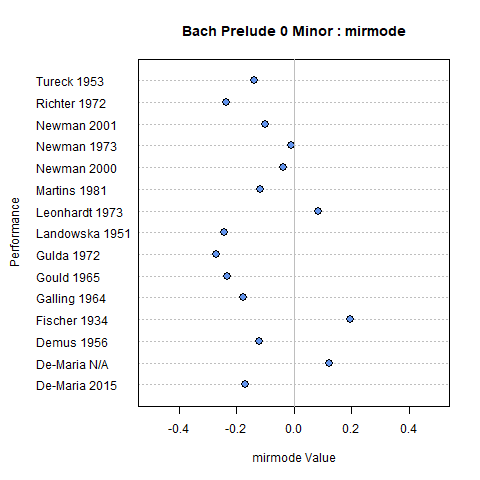 Bach Prelude 0 Minor : mirmode
Performance
Tureck 1953
Richter 1972
Newman 2001
Newman 1973
Newman 2000
Martins 1981
Leonhardt 1973
Landowska 1951
Gulda 1972
Gould 1965
Galling 1964
Fischer 1934
Demus 1956
De-Maria N/A
De-Maria 2015
-0.4 -0.2 0.0 0.2 0.4
mirmode Value